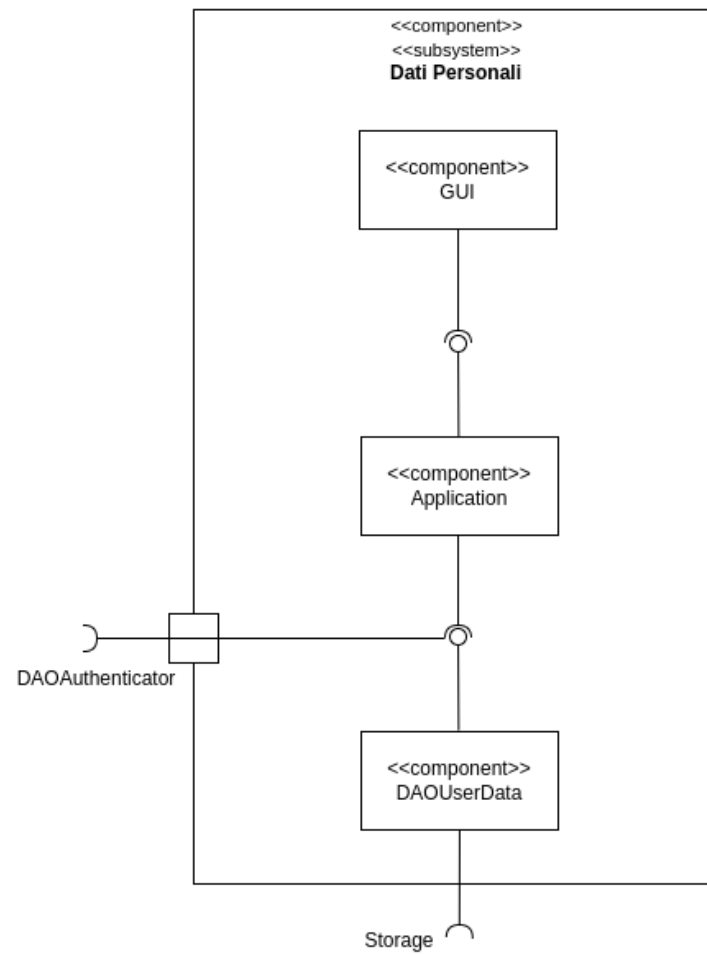 <<component>>
<<subsystem>>
Dati Personali
<<component>>
GUI
<<component>>
Application
DAOAuthenticator
<<component>>
DAOUserData
Storage